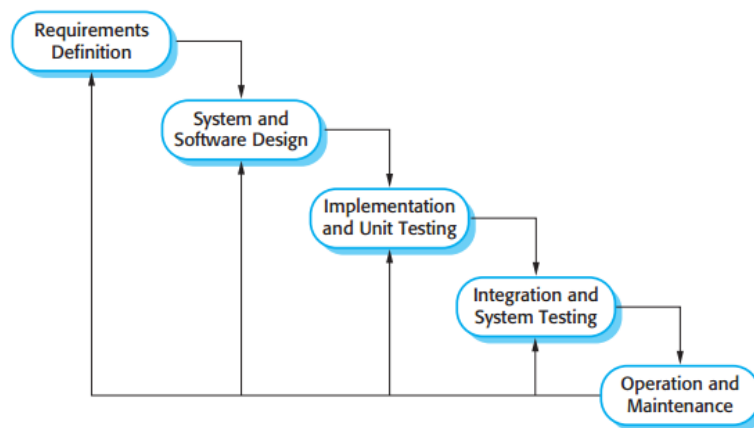 Requirements
Definition
System and
Software Design
Implementation
and Unit Testing
Integration and
System Testing
Operation and
Maintenance